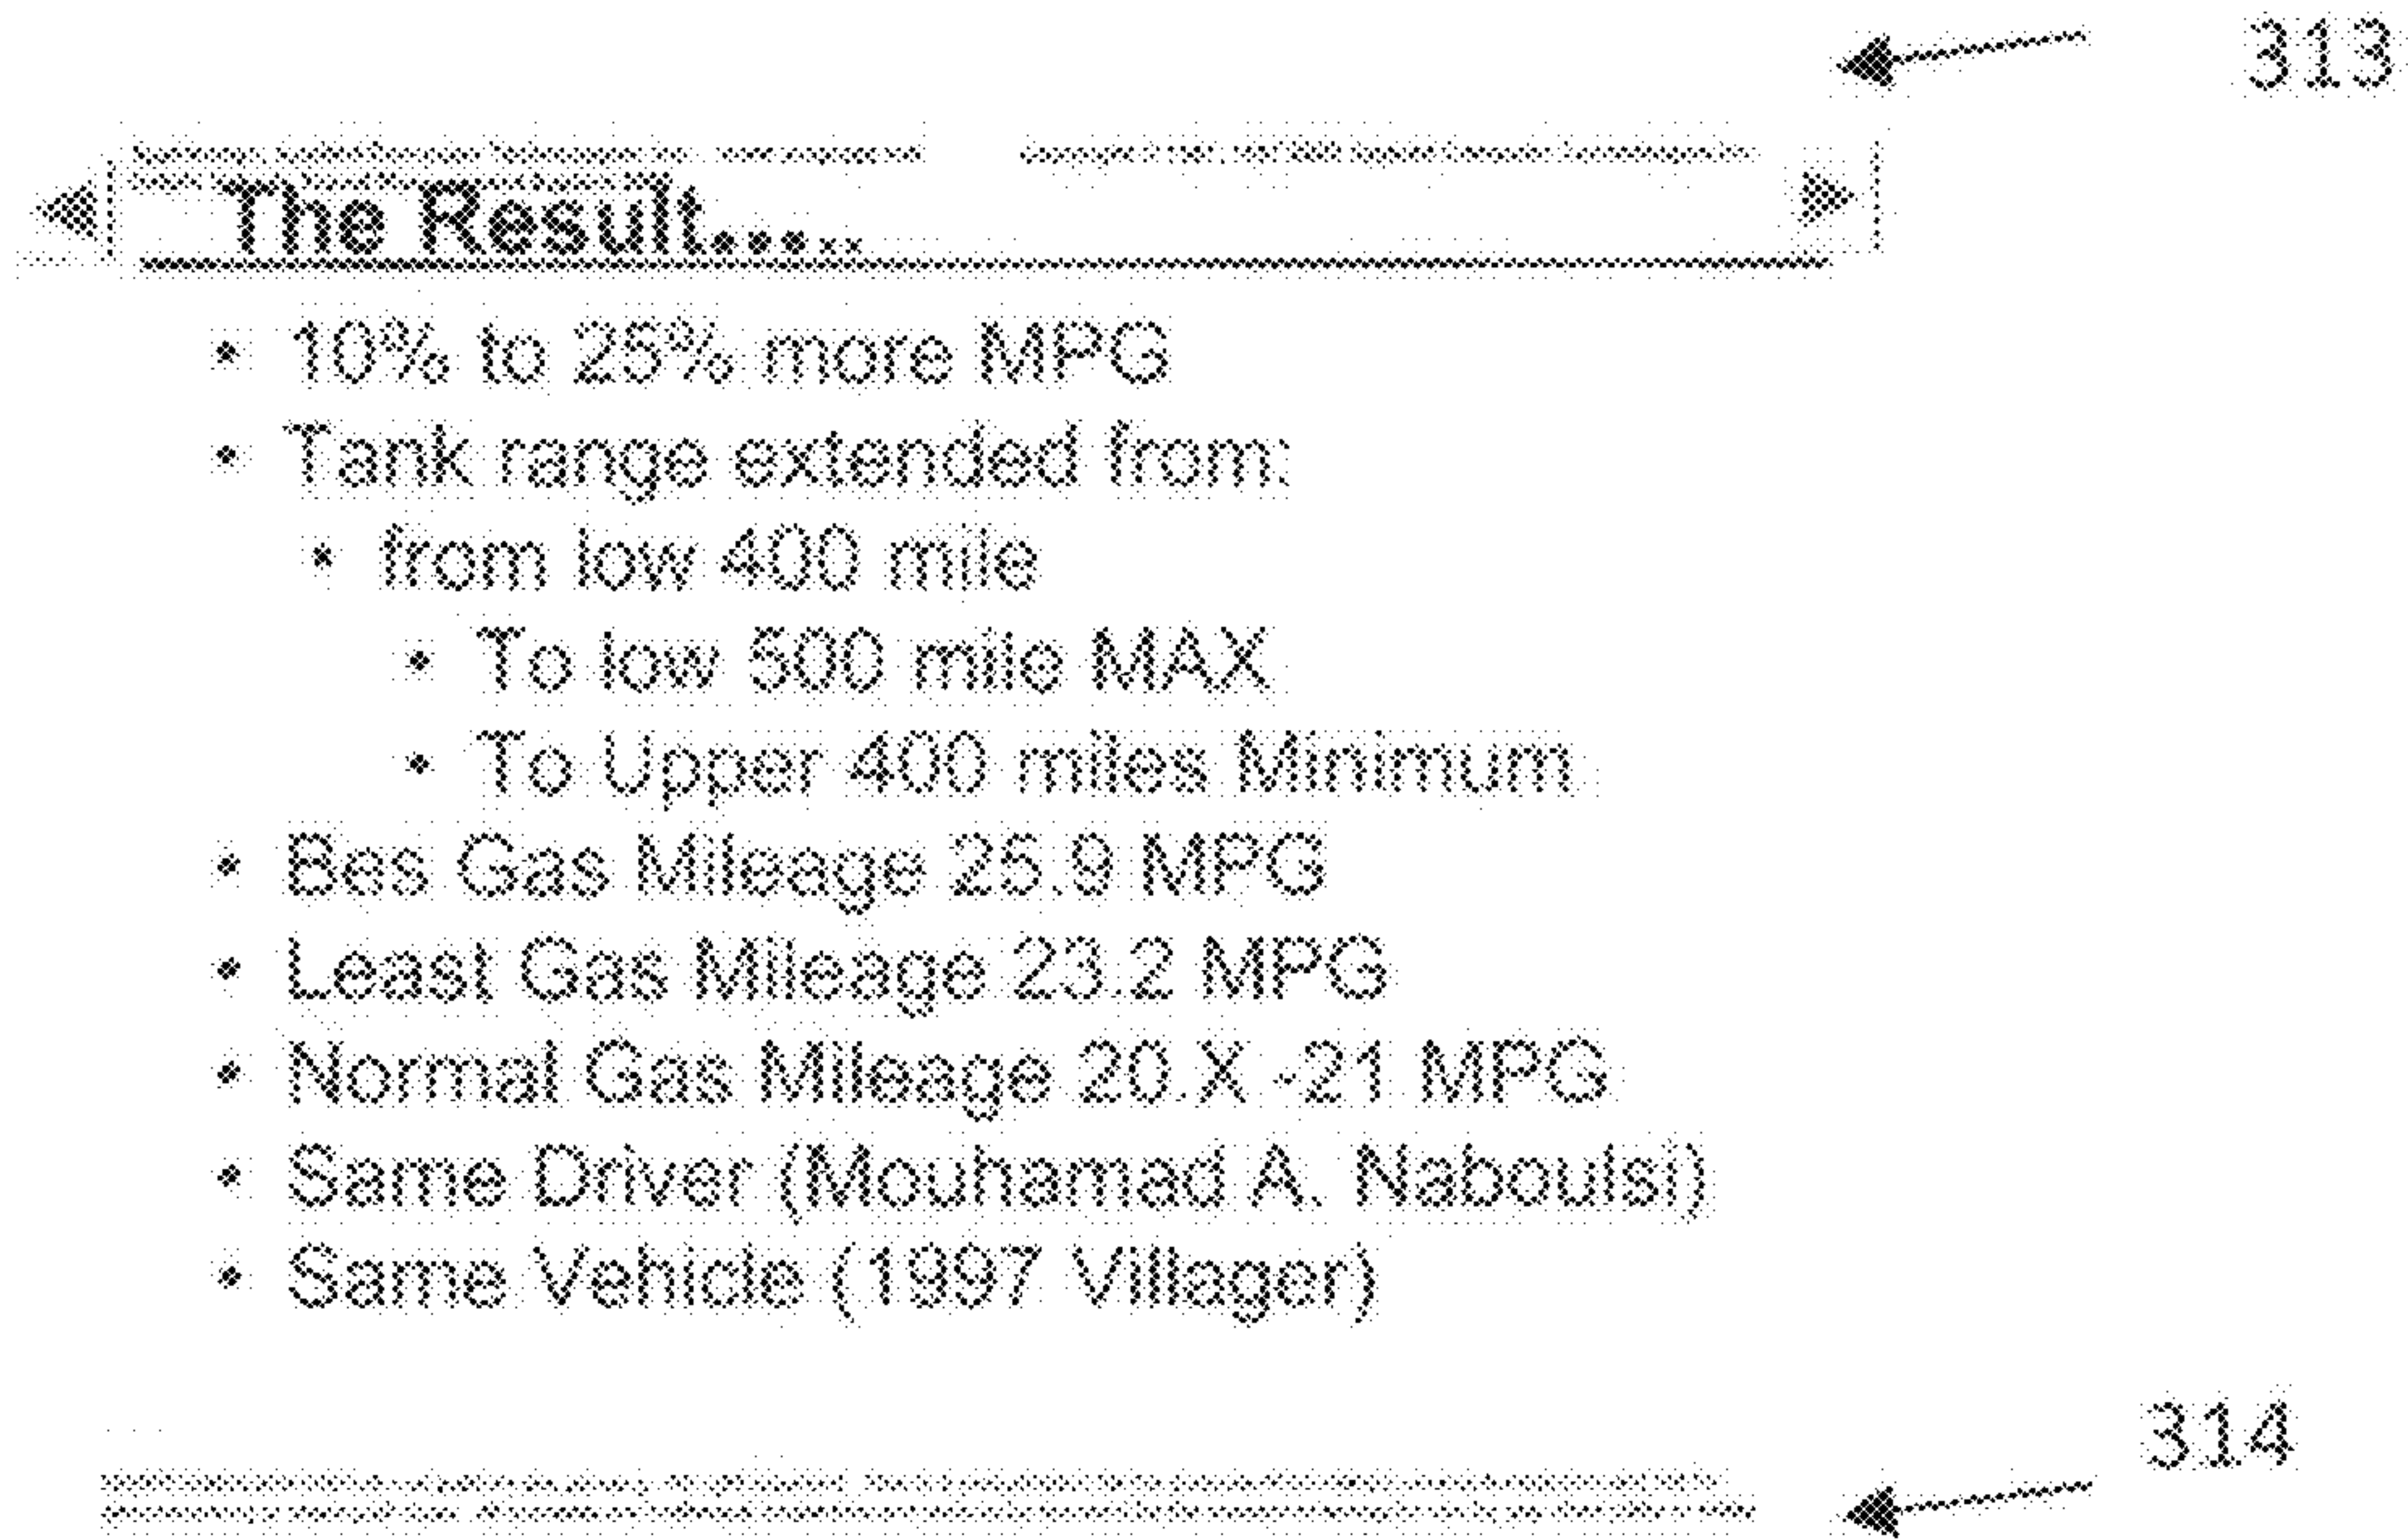 313
The Result.....
• 10% to 25% more MPG
• Tank range extended from:
• from low 400 mile
• To low 500 mile MAX
• To Upper 400 miles Minimum
• Bes Gas Mileage 25.9 MPG
• Least Gas Mileage 23.2 MPG
• Normal Gas Mileage 20.X -21 MPG
• Same Driver (Mouhamad A. Naboulsi)
• Same Vehicle (1997 Villager)
314